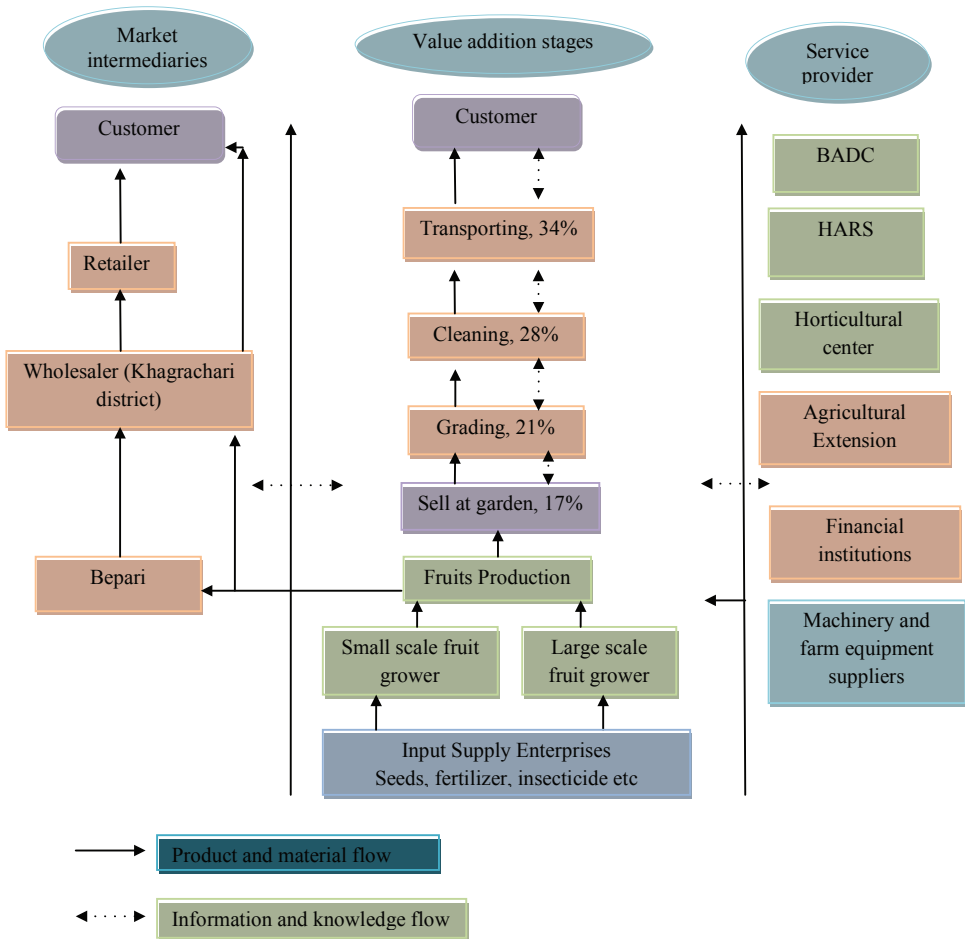 Market
intermediaries
Value addition stages
Service
provider
Customer
Retailer
Wholesaler (Khagrachari
district)
Bepari
Customer
Transporting, 34%
Cleaning, 28%
Grading, 21%
Sell at garden, 17%
Fruits Production
Small scale fruit
grower
Large scale
fruit grower
Input Supply Enterprises
Seeds, fertilizer, insecticide etc
BADC
HARS
Horticultural
center
Agricultural
Extension
Financial
institutions
Machinery and
farm equipment
suppliers
Product and material flow
Information and knowledge flow